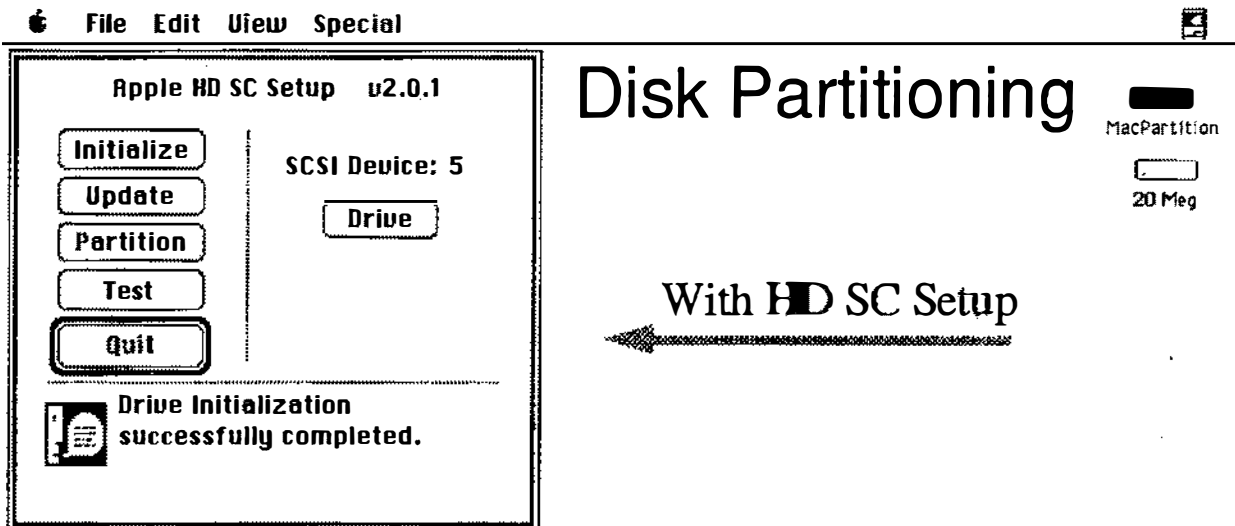 File Edit View Special
Apple HD SC Setup v2.0.1
Initialize
Update
Partition
Test
Quit
SCSI Device: 5
Drive
Drive Initialization
successfully completed.
Disk Partitioning
With HD SC Setup
MacPartition
20 Meg